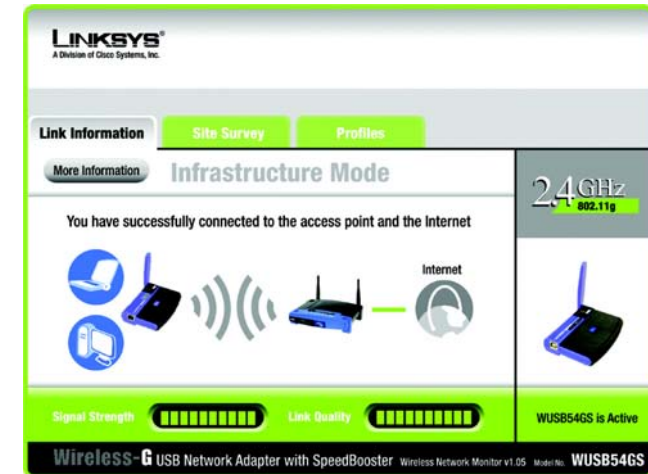 LINKSYS®
A Division of Cisco Systems, Inc.
Link Information
Site Survey
Profiles
More Information
Infrastructure Mode
2.4 GHz
802.11g
You have successfully connected to the access point and the Internet
Internet
Signal Strength
Link Quality
WUSB54GS is Active
Wireless-G USB Network Adapter with SpeedBooster Wireless Network Monitor v1.05 Model No. WUSB54GS